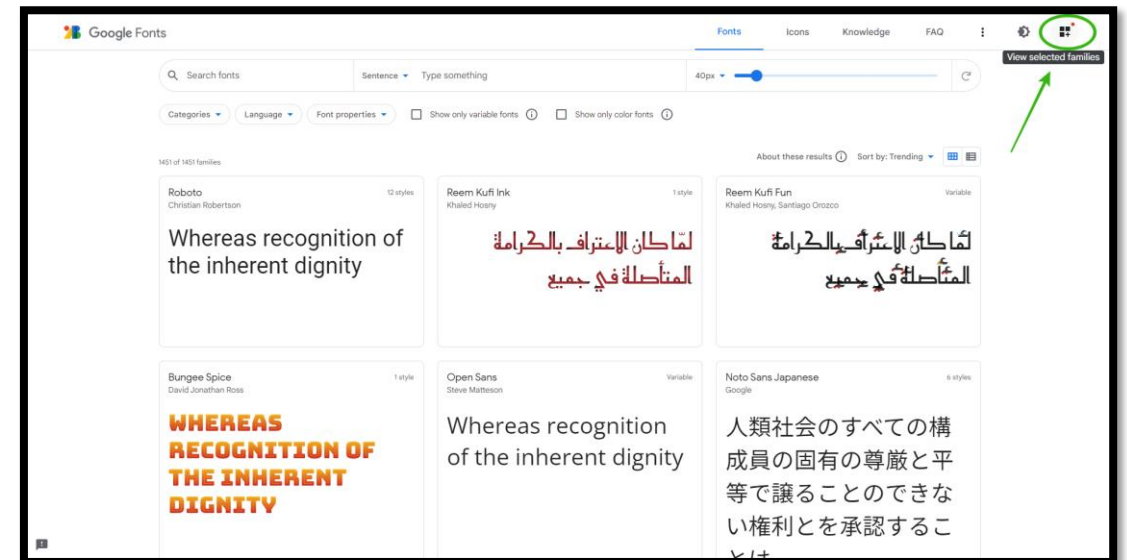 Google Fonts
Fonts Icons Knowledge FAQ
View selected families
Search fonts Sentence Type something 40px
Categories Language Font properties Show only variable fonts Show only color fonts
1451 of 1451 families About these results Sort by: Trending
Roboto 12 styles
Christian Robertson
Whereas recognition of
the inherent dignity
Reem Kufi Ink 1 style
Khaled Hosny
لمّا كان الإعتراف بالكرامة
المتأصلة في جميع
Reem Kufi Fun Variable
Khaled Hosny, Santiago Orozco
لمّا كان الإعتراف بالكرامة
المتأصلة في جميع
Bungee Spice 1 style
David Jonathan Ross
WHEREAS
RECOGNITION OF
THE INHERENT
DIGNITY
Open Sans Variable
Steve Matteson
Whereas recognition
of the inherent dignity
Noto Sans Japanese 6 styles
Google
人類社会のすべての構
成員の固有の尊厳と平
等で譲ることのできな
い権利とを承認するこ
とは